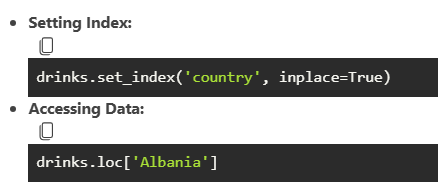 Setting Index:
drinks.set_index('country', inplace=True)
Accessing Data:
drinks.loc['Albania']